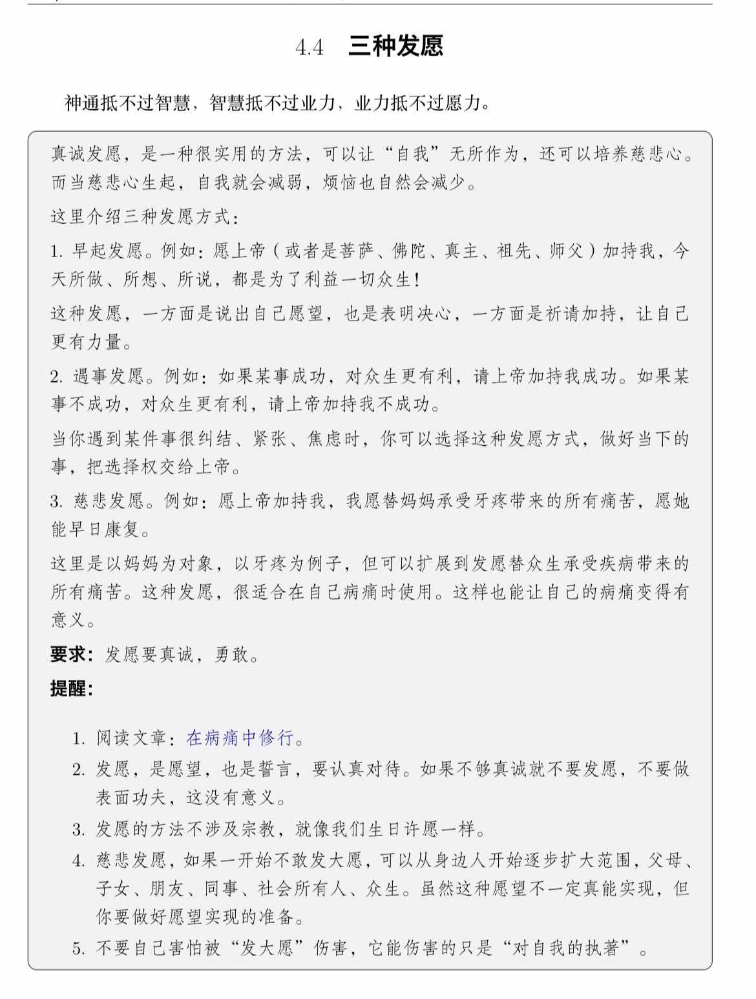 4.4 三种发愿
神通抵不过智慧，智慧抵不过业力，业力抵不过愿力。
真诚发愿，是一种很实用的方法，可以让“自我”无所作为，还可以培养慈悲心。
而当慈悲心生起，自我就会减弱，烦恼也自然会减少。
这里介绍三种发愿方式：
1. 早起发愿。例如：愿上帝（或者是菩萨、佛陀、真主、祖先、师父）加持我，今
天所做、所想、所说，都是为了利益一切众生！
这种发愿，一方面是说出自己愿望，也是表明决心，一方面是祈请加持，让自己
更有力量。
2. 遇事发愿。例如：如果某事成功，对众生更有利，请上帝加持我成功。如果某
事不成功，对众生更有利，请上帝加持我不成功。
当你遇到某件事很纠结、紧张、焦虑时，你可以选择这种发愿方式，做好当下的
事，把选择权交给上帝。
3. 慈悲发愿。例如：愿上帝加持我，我愿替妈妈承受牙疼带来的所有痛苦，愿她
能早日康复。
这里是以妈妈为对象，以牙疼为例子，但可以扩展到发愿替众生承受疾病带来的
所有痛苦。这种发愿，很适合在自己病痛时使用。这样也能让自己的病痛变得有
意义。
要求：发愿要真诚，勇敢。
提醒：
1. 阅读文章：在病痛中修行。
2. 发愿，是愿望，也是誓言，要认真对待。如果不够真诚就不要发愿，不要做
表面功夫，这没有意义。
3. 发愿的方法不涉及宗教，就像我们生日许愿一样。
4. 慈悲发愿，如果一开始不敢发大愿，可以从身边人开始逐步扩大范围，父母、
子女、朋友、同事、社会所有人、众生。虽然这种愿望不一定真能实现，但
你要做好愿望实现的准备。
5. 不要自己害怕被“发大愿”伤害，它能伤害的只是“对自我的执著”。